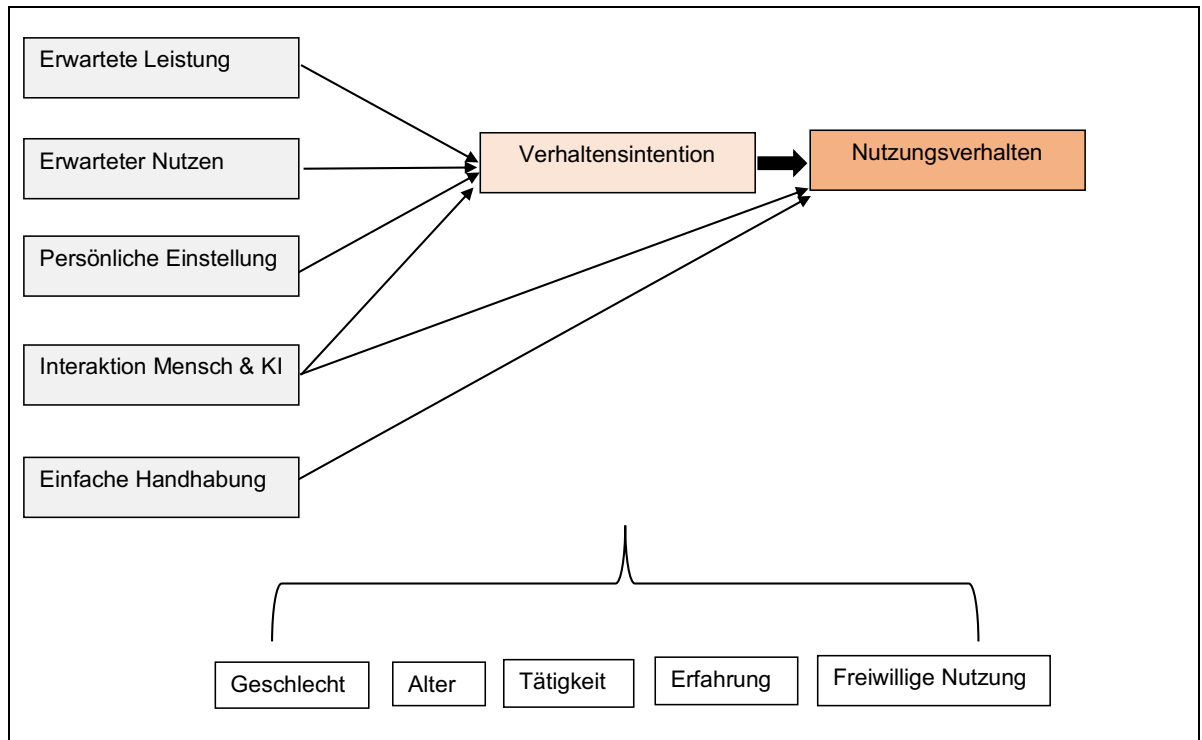 Erwartete Leistung
Erwarteter Nutzen
Persönliche Einstellung
Interaktion Mensch & KI
Einfache Handhabung
Verhaltensintention
Nutzungsverhalten
Geschlecht
Alter
Tätigkeit
Erfahrung
Freiwillige Nutzung